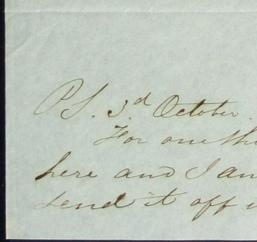 P.S. 3d October.
For one
here and I am
send it off